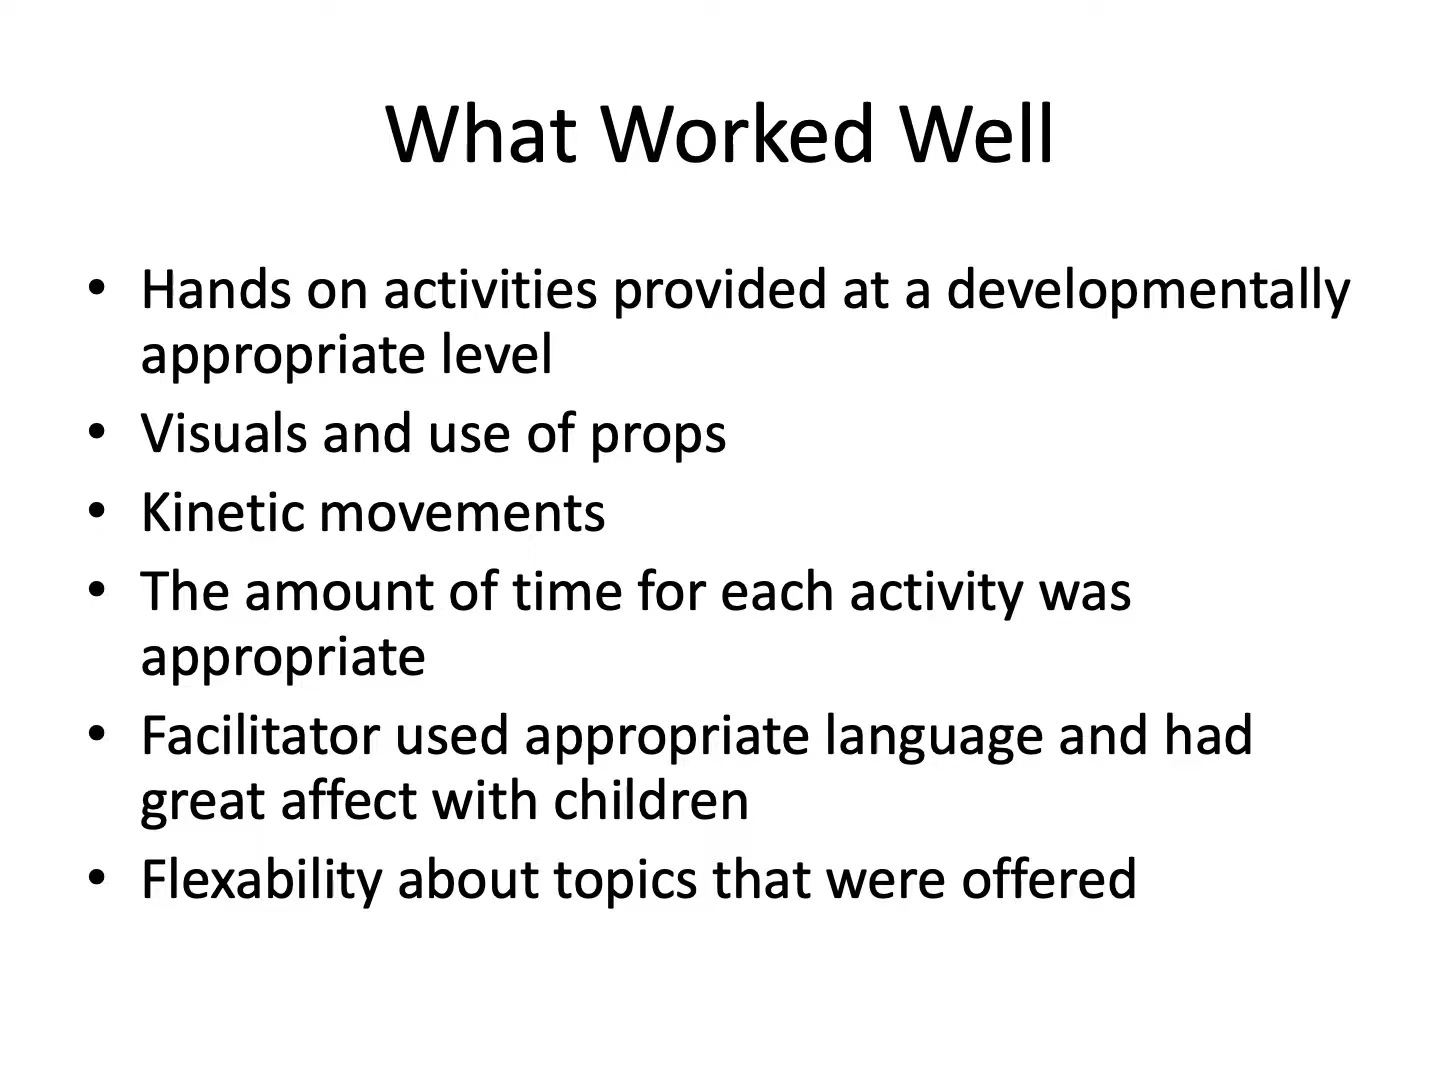 What Worked Well
• Hands on activities provided at a developmentally
appropriate level
• Visuals and use of props
• Kinetic movements
• The amount of time for each activity was
appropriate
• Facilitator used appropriate language and had
great affect with children
• Flexability about topics that were offered